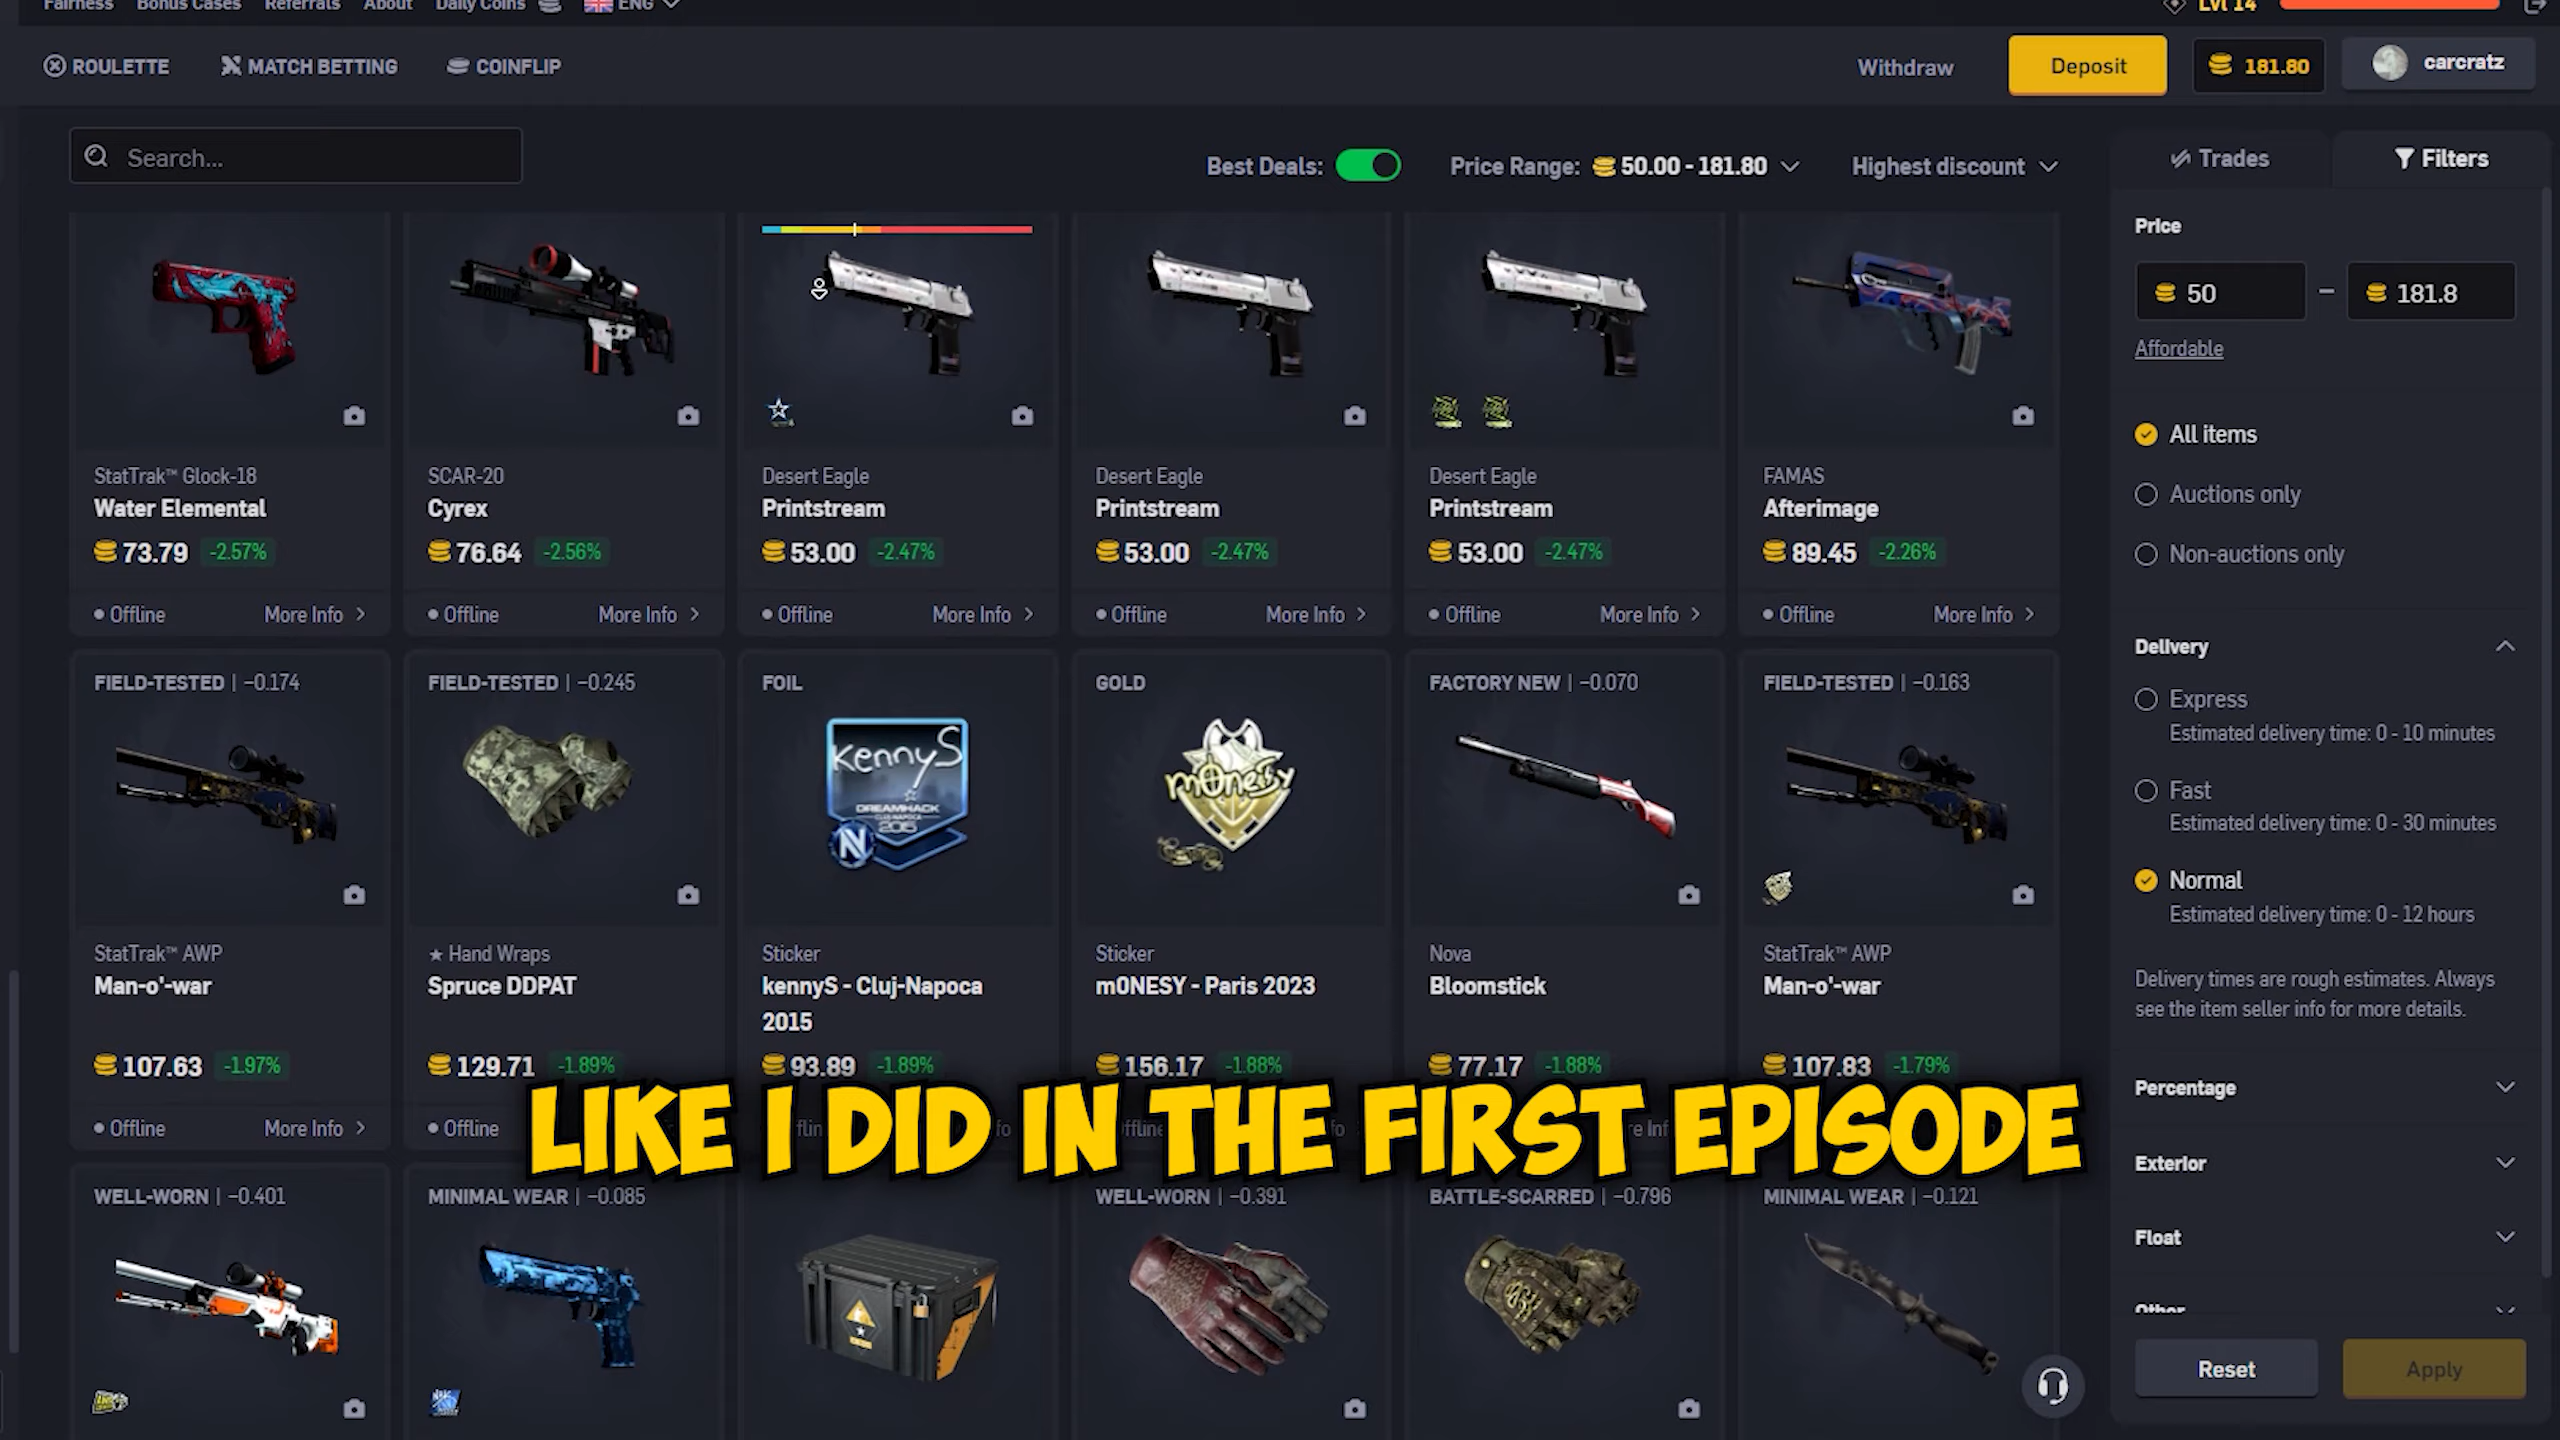 Fairness Bonus Cases Referrals About Daily Coins ENG Lvl 14
ROULETTE MATCH BETTING COINFLIP Withdraw Deposit 181.80 carcratz
Search... Best Deals: Price Range: 50.00 - 181.80 Highest discount Trades Filters
StatTrak™ Glock-18
Water Elemental
73.79 -2.57%
Offline More Info
SCAR-20
Cyrex
76.64 -2.56%
Offline More Info
Desert Eagle
Printstream
53.00 -2.47%
Offline More Info
Desert Eagle
Printstream
53.00 -2.47%
Offline More Info
Desert Eagle
Printstream
53.00 -2.47%
Offline More Info
FAMAS
Afterimage
89.45 -2.26%
Offline More Info
FIELD-TESTED | ~0.174
StatTrak™ AWP
Man-o'-war
107.63 -1.97%
Offline More Info
FIELD-TESTED | ~0.245
★ Hand Wraps
Spruce DDPAT
129.71 -1.89%
Offline
FOIL
kennyS
DREAMHACK
CLUJ-NAPOCA
2015
Sticker
kennyS - Cluj-Napoca
2015
93.89 -1.89%
GOLD
m0NESY
Sticker
m0NESY - Paris 2023
156.17 -1.88%
FACTORY NEW | ~0.070
Nova
Bloomstick
77.17 -1.88%
FIELD-TESTED | ~0.163
StatTrak™ AWP
Man-o'-war
107.83 -1.79%
Offline More Info
LIKE I DID IN THE FIRST EPISODE
WELL-WORN | ~0.401
MINIMAL WEAR | ~0.085
WELL-WORN | ~0.391
BATTLE-SCARRED | ~0.796
MINIMAL WEAR | ~0.121
Price
50 – 181.8
Affordable
All items
Auctions only
Non-auctions only
Delivery
Express
Estimated delivery time: 0 - 10 minutes
Fast
Estimated delivery time: 0 - 30 minutes
Normal
Estimated delivery time: 0 - 12 hours
Delivery times are rough estimates. Always
see the item seller info for more details.
Percentage
Exterior
Float
Other
Reset Apply